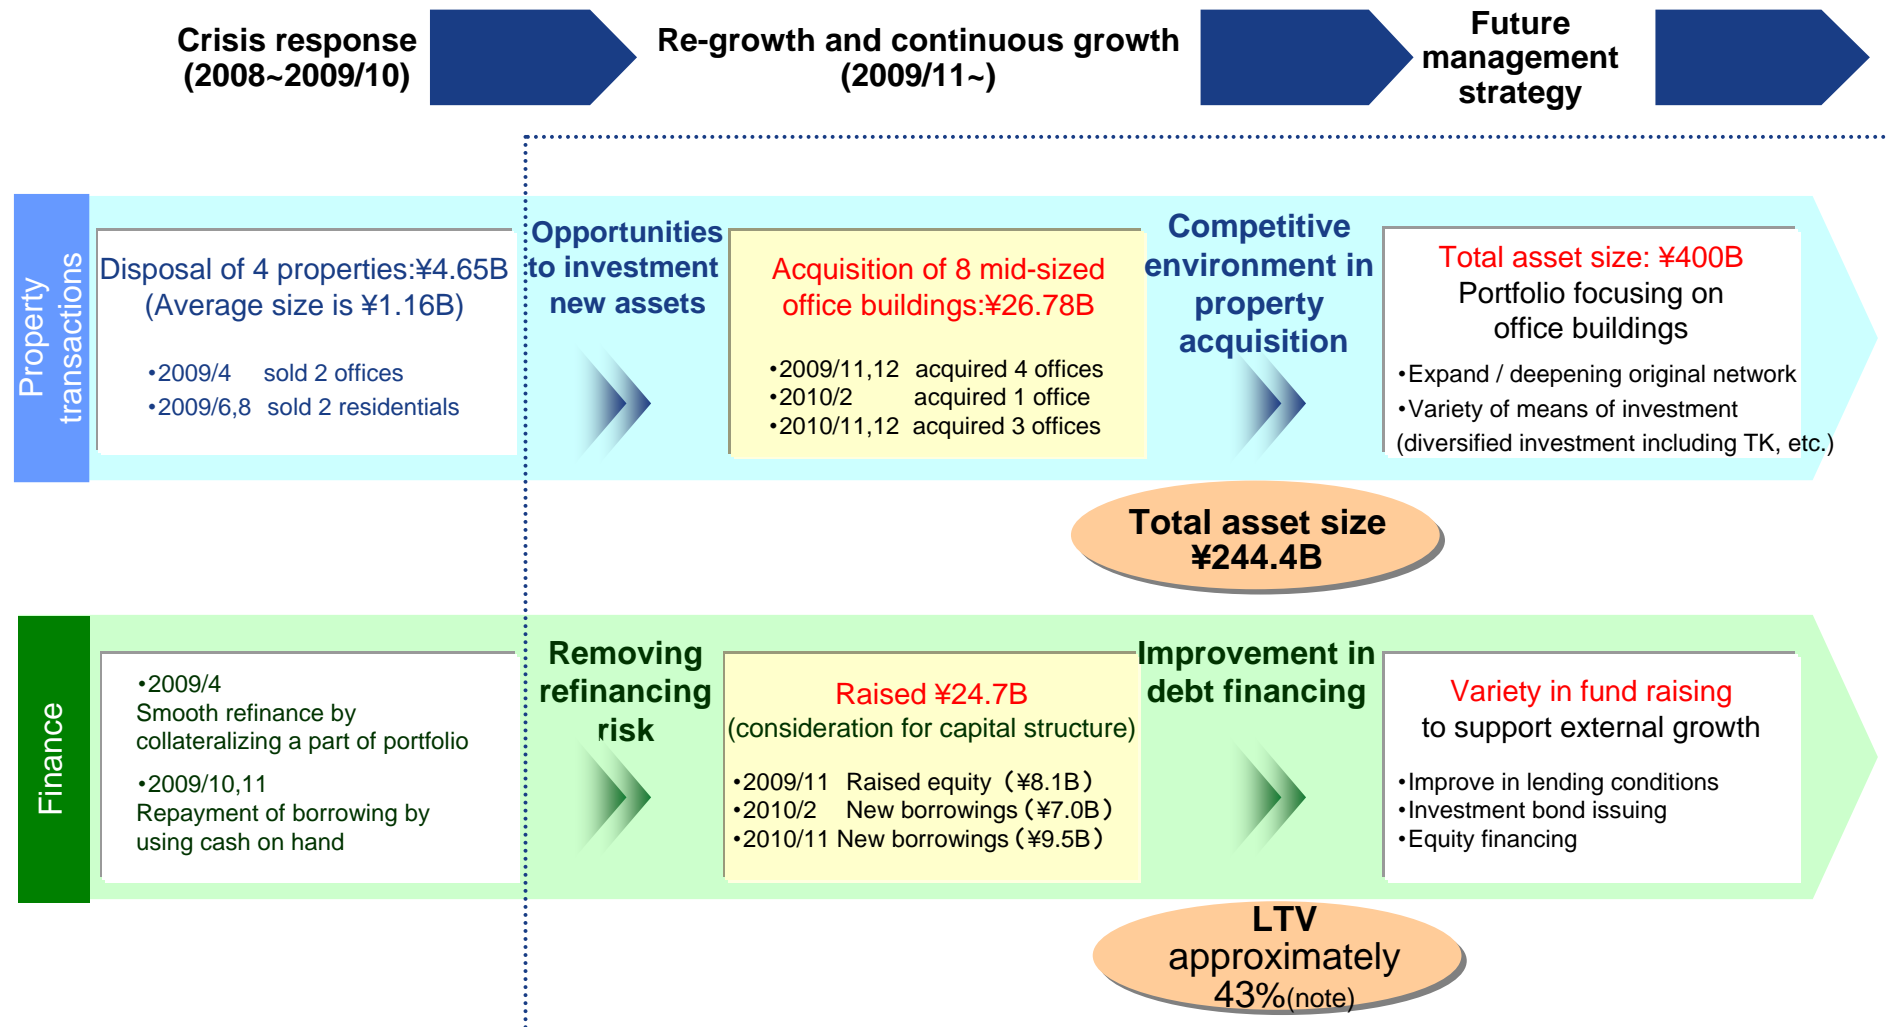 Crisis response
(2008~2009/10)
Re-growth and continuous growth
(2009/11~)
Future
management
strategy
Property
transactions
Disposal of 4 properties:¥4.65B
(Average size is ¥1.16B)
•2009/4 sold 2 offices
•2009/6,8 sold 2 residentials
Opportunities
to investment
new assets
Acquisition of 8 mid-sized
office buildings:¥26.78B
•2009/11,12 acquired 4 offices
•2010/2 acquired 1 office
•2010/11,12 acquired 3 offices
Competitive
environment in
property
acquisition
Total asset size: ¥400B
Portfolio focusing on
office buildings
•Expand / deepening original network
•Variety of means of investment
(diversified investment including TK, etc.)
Total asset size
¥244.4B
Finance
•2009/4
Smooth refinance by
collateralizing a part of portfolio
•2009/10,11
Repayment of borrowing by
using cash on hand
Removing
refinancing
risk
Raised ¥24.7B
(consideration for capital structure)
•2009/11 Raised equity（¥8.1B）
•2010/2 New borrowings（¥7.0B）
•2010/11 New borrowings（¥9.5B）
Improvement in
debt financing
Variety in fund raising
to support external growth
•Improve in lending conditions
•Investment bond issuing
•Equity financing
LTV
approximately
43%(note)